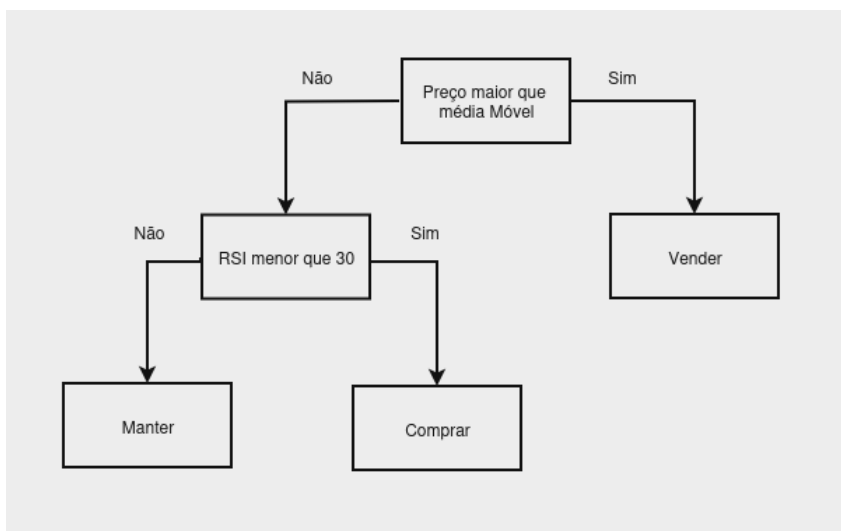 Não
Preço maior que
média Móvel
Sim
Não
RSI menor que 30
Sim
Vender
Manter
Comprar